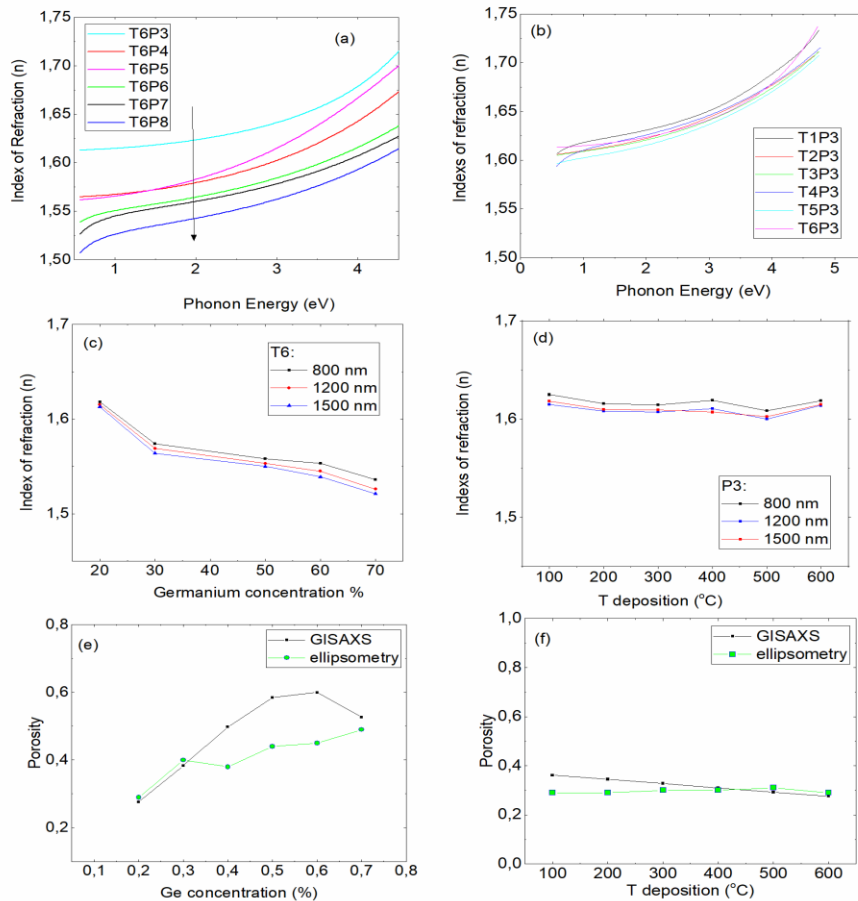 1,75
1,70
1,65
1,60
1,55
1,50
Index of Refraction (n)
T6P3
T6P4
T6P5
T6P6
T6P7
T6P8
(a)
1 2 3 4
Phonon Energy (eV)
1,75
1,70
1,65
1,60
1,55
1,50
Indexs of refraction (n)
(b)
T1P3
T2P3
T3P3
T4P3
T5P3
T6P3
0 1 2 3 4 5
Phonon Energy (eV)
1,7
1,6
1,5
Index of refraction (n)
(c)
T6:
800 nm
1200 nm
1500 nm
20 30 40 50 60 70
Germanium concentration %
1,7
1,6
1,5
Indexs of refraction (n)
(d)
P3:
800 nm
1200 nm
1500 nm
100 200 300 400 500 600
T deposition (°C)
0,8
0,6
0,4
0,2
Porosity
(e)
GISAXS
ellipsometry
0,1 0,2 0,3 0,4 0,5 0,6 0,7 0,8
Ge concentration (%)
1,0
0,8
0,6
0,4
0,2
0,0
Porosity
(f)
GISAXS
ellipsometry
100 200 300 400 500 600
T deposition (°C)